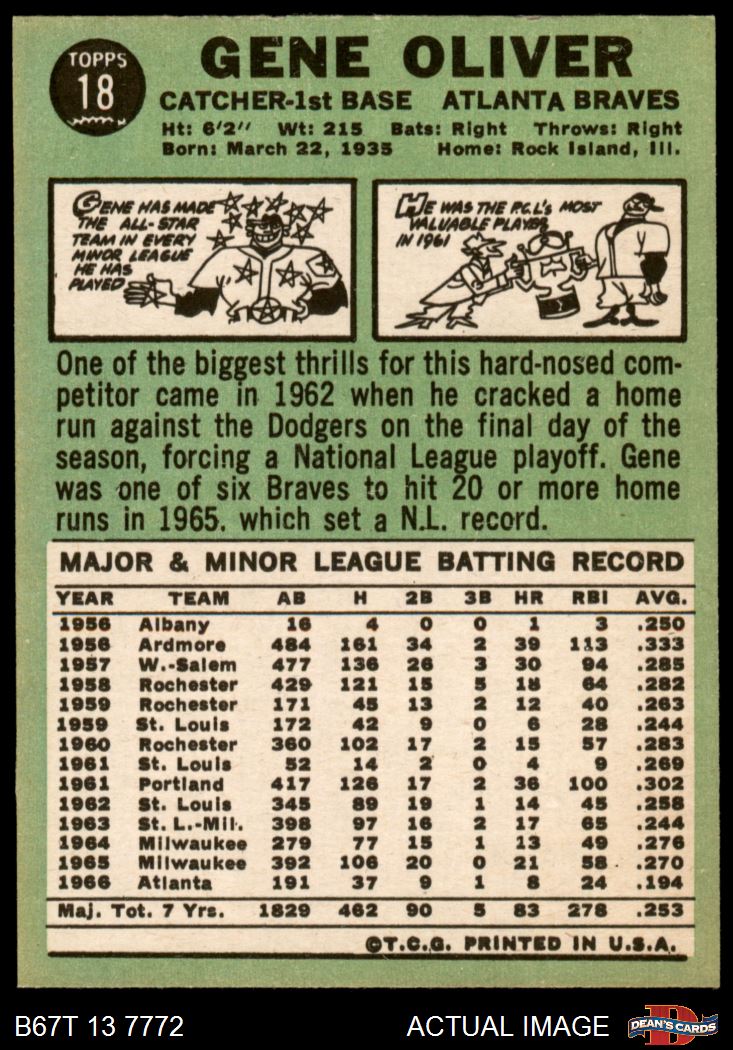 TOPPS
18
GENE OLIVER
CATCHER-1st BASE ATLANTA BRAVES
Ht: 6'2" Wt: 215 Bats: Right Throws: Right
Born: March 22, 1935 Home: Rock Island, Ill.
GENE HAS MADE
THE ALL-STAR
TEAM IN EVERY
MINOR LEAGUE
HE HAS
PLAYED
HE WAS THE P.C.L'S MOST
VALUABLE PLAYER
IN 1961
One of the biggest thrills for this hard-nosed com-
petitor came in 1962 when he cracked a home
run against the Dodgers on the final day of the
season, forcing a National League playoff. Gene
was one of six Braves to hit 20 or more home
runs in 1965. which set a N.L. record.
MAJOR & MINOR LEAGUE BATTING RECORD
YEAR TEAM AB H 2B 3B HR RBI AVG.
1956 Albany 16 4 0 0 1 3 .250
1956 Ardmore 484 161 34 2 39 113 .333
1957 W.-Salem 477 136 26 3 30 94 .285
1958 Rochester 429 121 15 5 18 64 .282
1959 Rochester 171 45 13 2 12 40 .263
1959 St. Louis 172 42 9 0 6 28 .244
1960 Rochester 360 102 17 2 15 57 .283
1961 St. Louis 52 14 2 0 4 9 .269
1961 Portland 417 126 17 2 36 100 .302
1962 St. Louis 345 89 19 1 14 45 .258
1963 St. L.-Mil. 398 97 16 2 17 65 .244
1964 Milwaukee 279 77 15 1 13 49 .276
1965 Milwaukee 392 106 20 0 21 58 .270
1966 Atlanta 191 37 9 1 8 24 .194
Maj. Tot. 7 Yrs. 1829 462 90 5 83 278 .253
©T.C.G. PRINTED IN U.S.A.
B67T 13 7772 ACTUAL IMAGE
D
DEAN'S CARDS